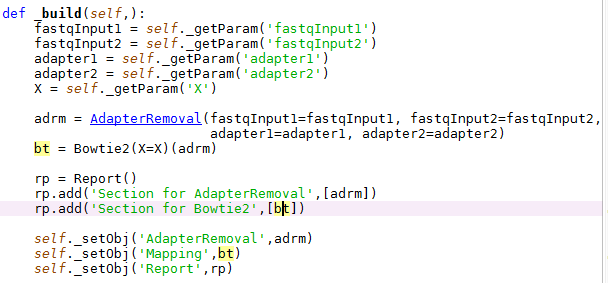 def _build(self,):
    fastqInput1 = self._getParam('fastqInput1')
    fastqInput2 = self._getParam('fastqInput2')
    adapter1 = self._getParam('adapter1')
    adapter2 = self._getParam('adapter2')
    X = self._getParam('X')

    adrm = AdapterRemoval(fastqInput1=fastqInput1, fastqInput2=fastqInput2,
                          adapter1=adapter1, adapter2=adapter2)
    bt = Bowtie2(X=X)(adrm)

    rp = Report()
    rp.add('Section for AdapterRemoval',[adrm])
    rp.add('Section for Bowtie2',[bt])

    self._setObj('AdapterRemoval',adrm)
    self._setObj('Mapping',bt)
    self._setObj('Report',rp)